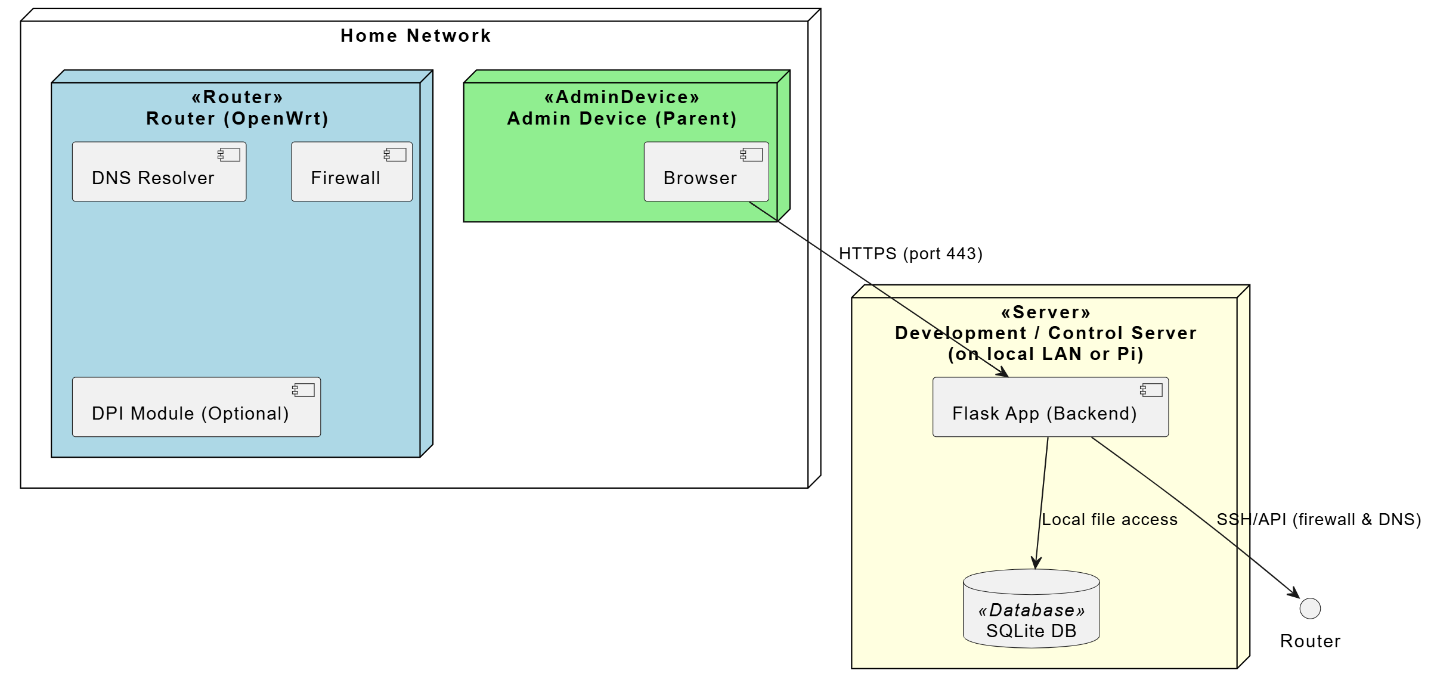 Home Network
«Router»
Router (OpenWrt)
DNS Resolver
Firewall
DPI Module (Optional)
«AdminDevice»
Admin Device (Parent)
Browser
HTTPS (port 443)
«Server»
Development / Control Server
(on local LAN or Pi)
Flask App (Backend)
Local file access
SSH/API (firewall & DNS)
«Database»
SQLite DB
Router